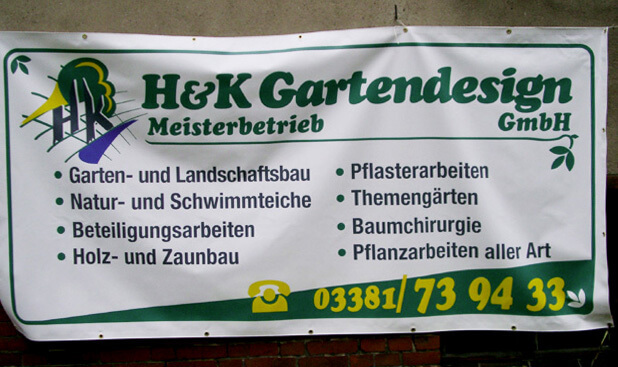 HK
H&K Gartendesign
Meisterbetrieb GmbH
• Garten- und Landschaftsbau
• Natur- und Schwimmteiche
• Beteiligungsarbeiten
• Holz- und Zaunbau
• Pflasterarbeiten
• Themengärten
• Baumchirurgie
• Pflanzarbeiten aller Art
03381/73 94 33